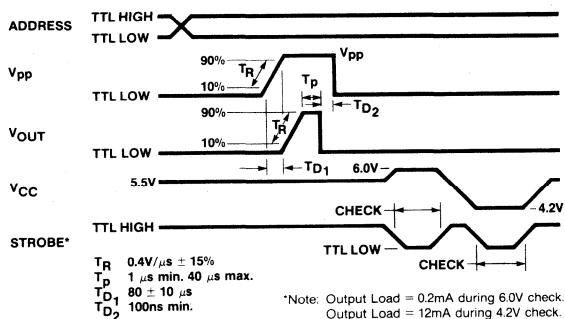 ADDRESS TTL HIGH
TTL LOW
Vpp 90% TR Vpp
10% Tp
TTL LOW TD2
VOUT 90% TR
10%
TTL LOW TD1
VCC 5.5V 6.0V
4.2V
CHECK
STROBE* TTL HIGH
TTL LOW
CHECK
TR 0.4V/μs ± 15%
Tp 1 μs min. 40 μs max.
TD1 80 ± 10 μs
TD2 100ns min.
*Note: Output Load = 0.2mA during 6.0V check.
Output Load = 12mA during 4.2V check.